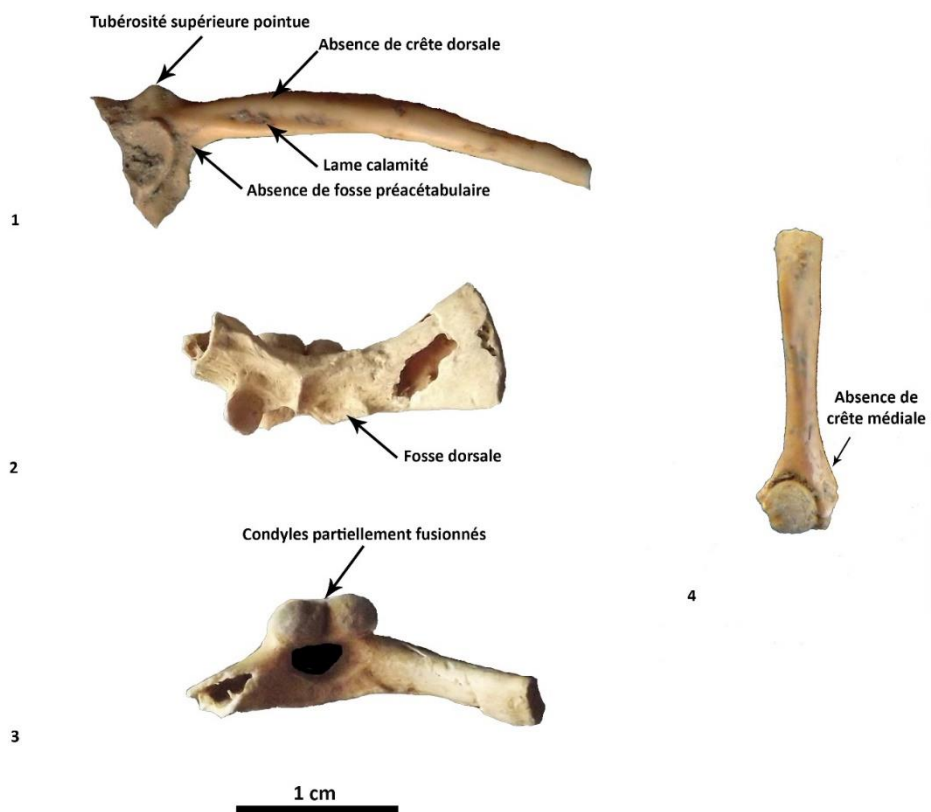 Tubérosité supérieure pointue
Absence de crête dorsale
Lame calamité
Absence de fosse préacétabulaire
1
Fosse dorsale
2
Absence de
crête médiale
Condyles partiellement fusionnés
4
3
1 cm